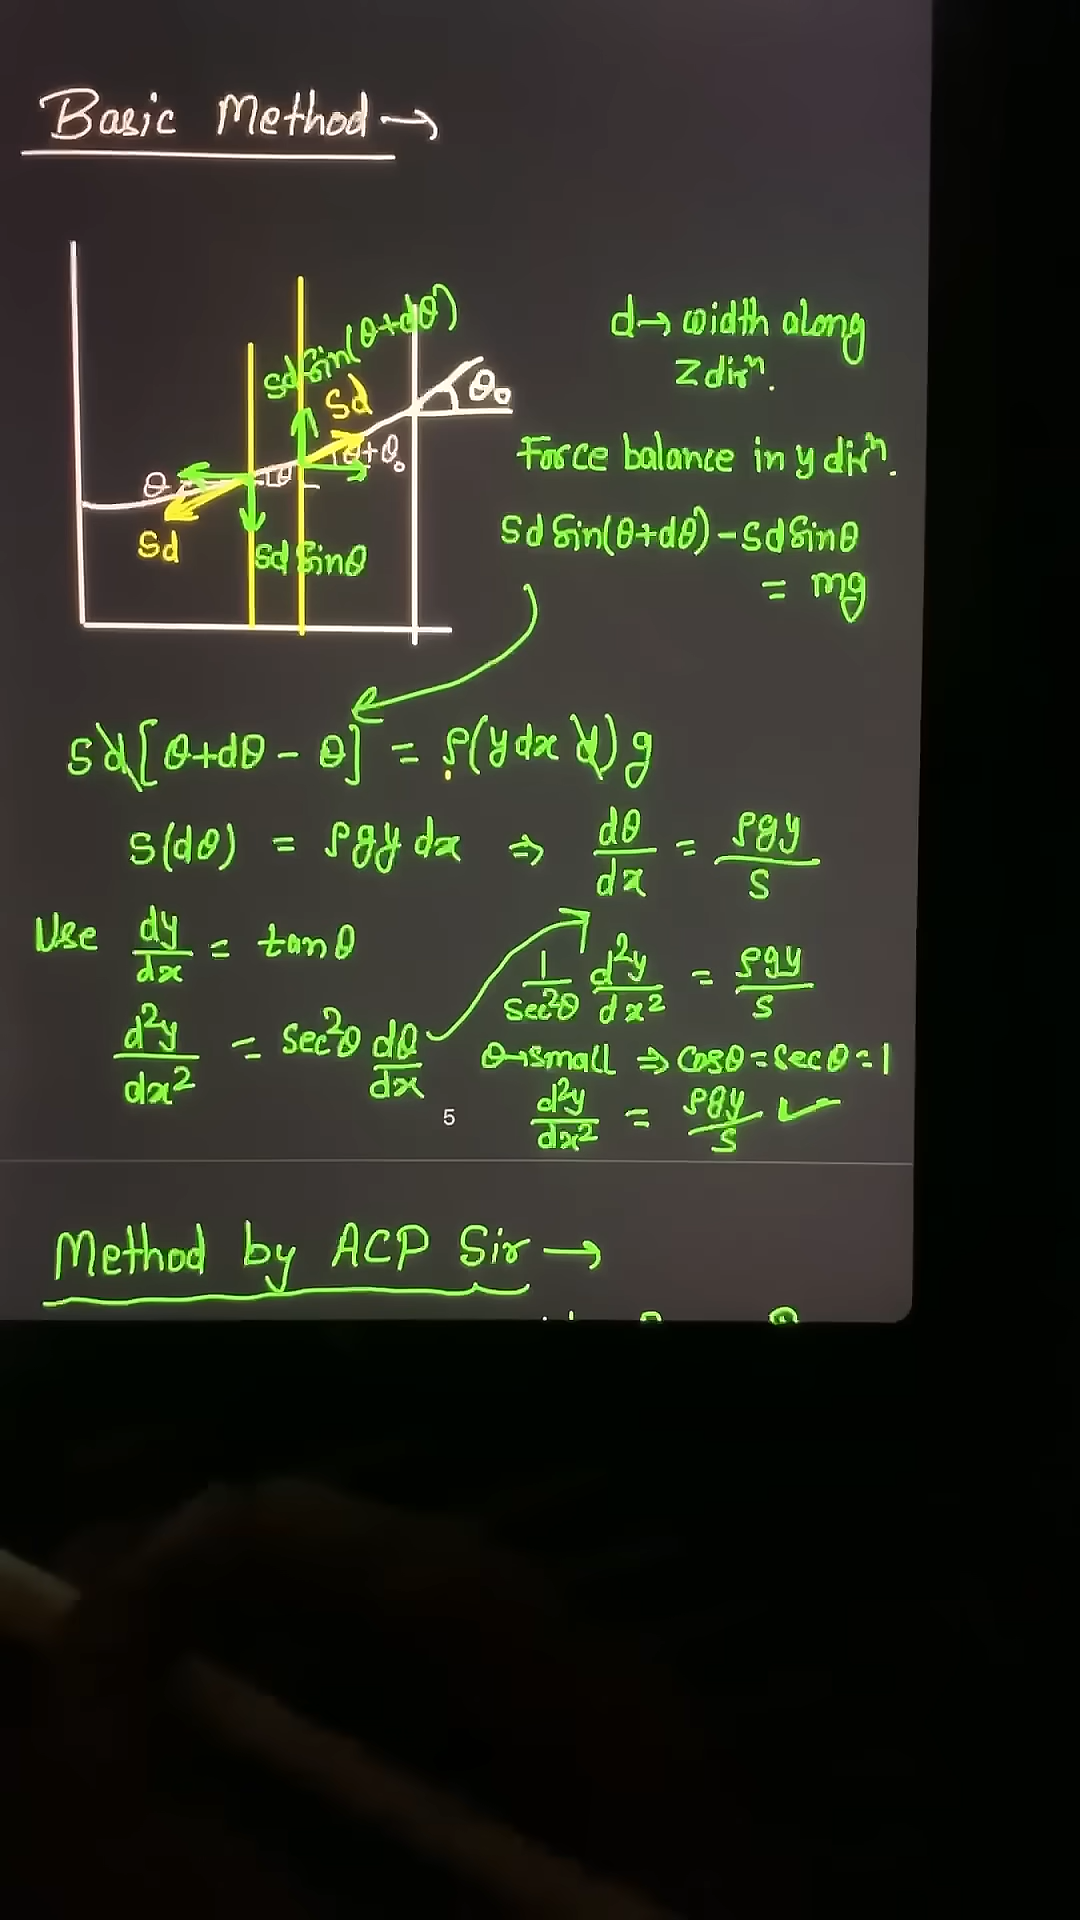 Basic Method →
sd sin(θ+dθ)
sd
θ₀
θ+θ₀
θ
θ
sd
sd sinθ
d → width along
z dirⁿ.
Force balance in y dirⁿ.
sd sin(θ+dθ) - sd sinθ
= mg
sd[θ+dθ - θ] = ρ(y dx d) g
s(dθ) = ρgy dx ⇒ dθ/dx = ρgy/s
Use dy/dx = tanθ
1/sec²θ d²y/dx² = ρgy/s
d²y/dx² = sec²θ dθ/dx
θ→small ⇒ cosθ = secθ = 1
d²y/dx² = ρgy/s ✓
5
Method by ACP Sir →